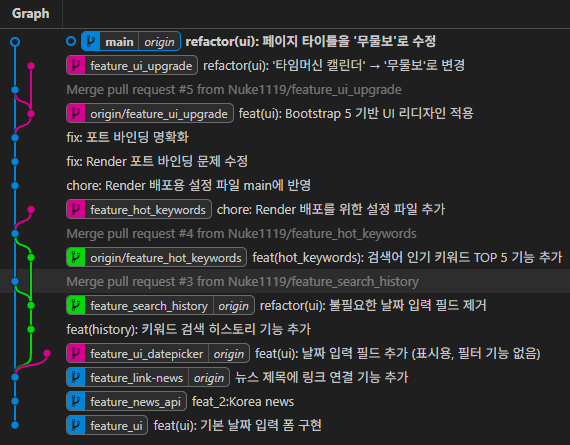 Graph
main origin refactor(ui): 페이지 타이틀을 '무물보'로 수정
feature_ui_upgrade refactor(ui): '타임머신 캘린더' → '무물보'로 변경
Merge pull request #5 from Nuke1119/feature_ui_upgrade
origin/feature_ui_upgrade feat(ui): Bootstrap 5 기반 UI 리디자인 적용
fix: 포트 바인딩 명확화
fix: Render 포트 바인딩 문제 수정
chore: Render 배포용 설정 파일 main에 반영
feature_hot_keywords chore: Render 배포를 위한 설정 파일 추가
Merge pull request #4 from Nuke1119/feature_hot_keywords
origin/feature_hot_keywords feat(hot_keywords): 검색어 인기 키워드 TOP 5 기능 추가
Merge pull request #3 from Nuke1119/feature_search_history
feature_search_history origin refactor(ui): 불필요한 날짜 입력 필드 제거
feat(history): 키워드 검색 히스토리 기능 추가
feature_ui_datepicker origin feat(ui): 날짜 입력 필드 추가 (표시용, 필터 기능 없음)
feature_link-news origin 뉴스 제목에 링크 연결 기능 추가
feature_news_api feat_2:Korea news
feature_ui feat(ui): 기본 날짜 입력 폼 구현